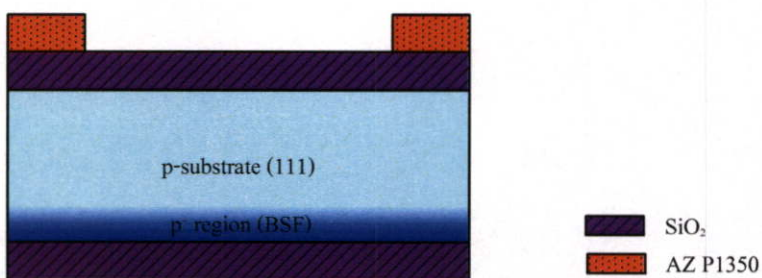 p-substrate (111)
p⁻ region (BSF)
SiO₂
AZ P1350